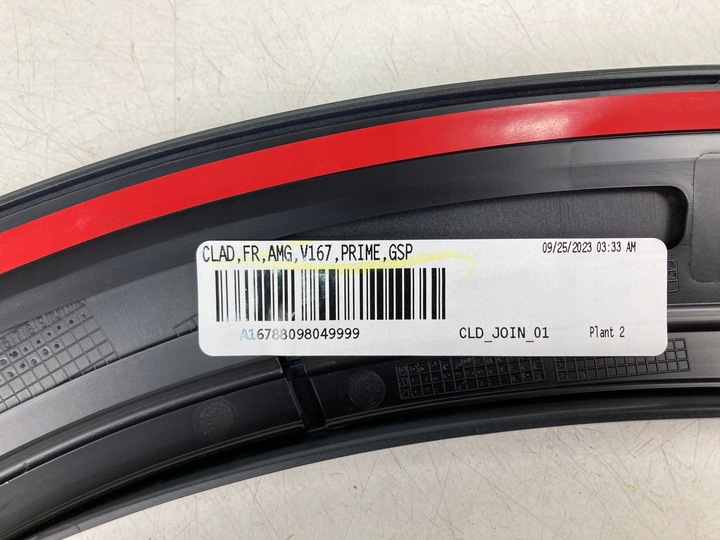 CLAD,FR,AMG,V167,PRIME,GSP 09/25/2023 03:33 AM
A16788098049999 CLD_JOIN_01 Plant 2